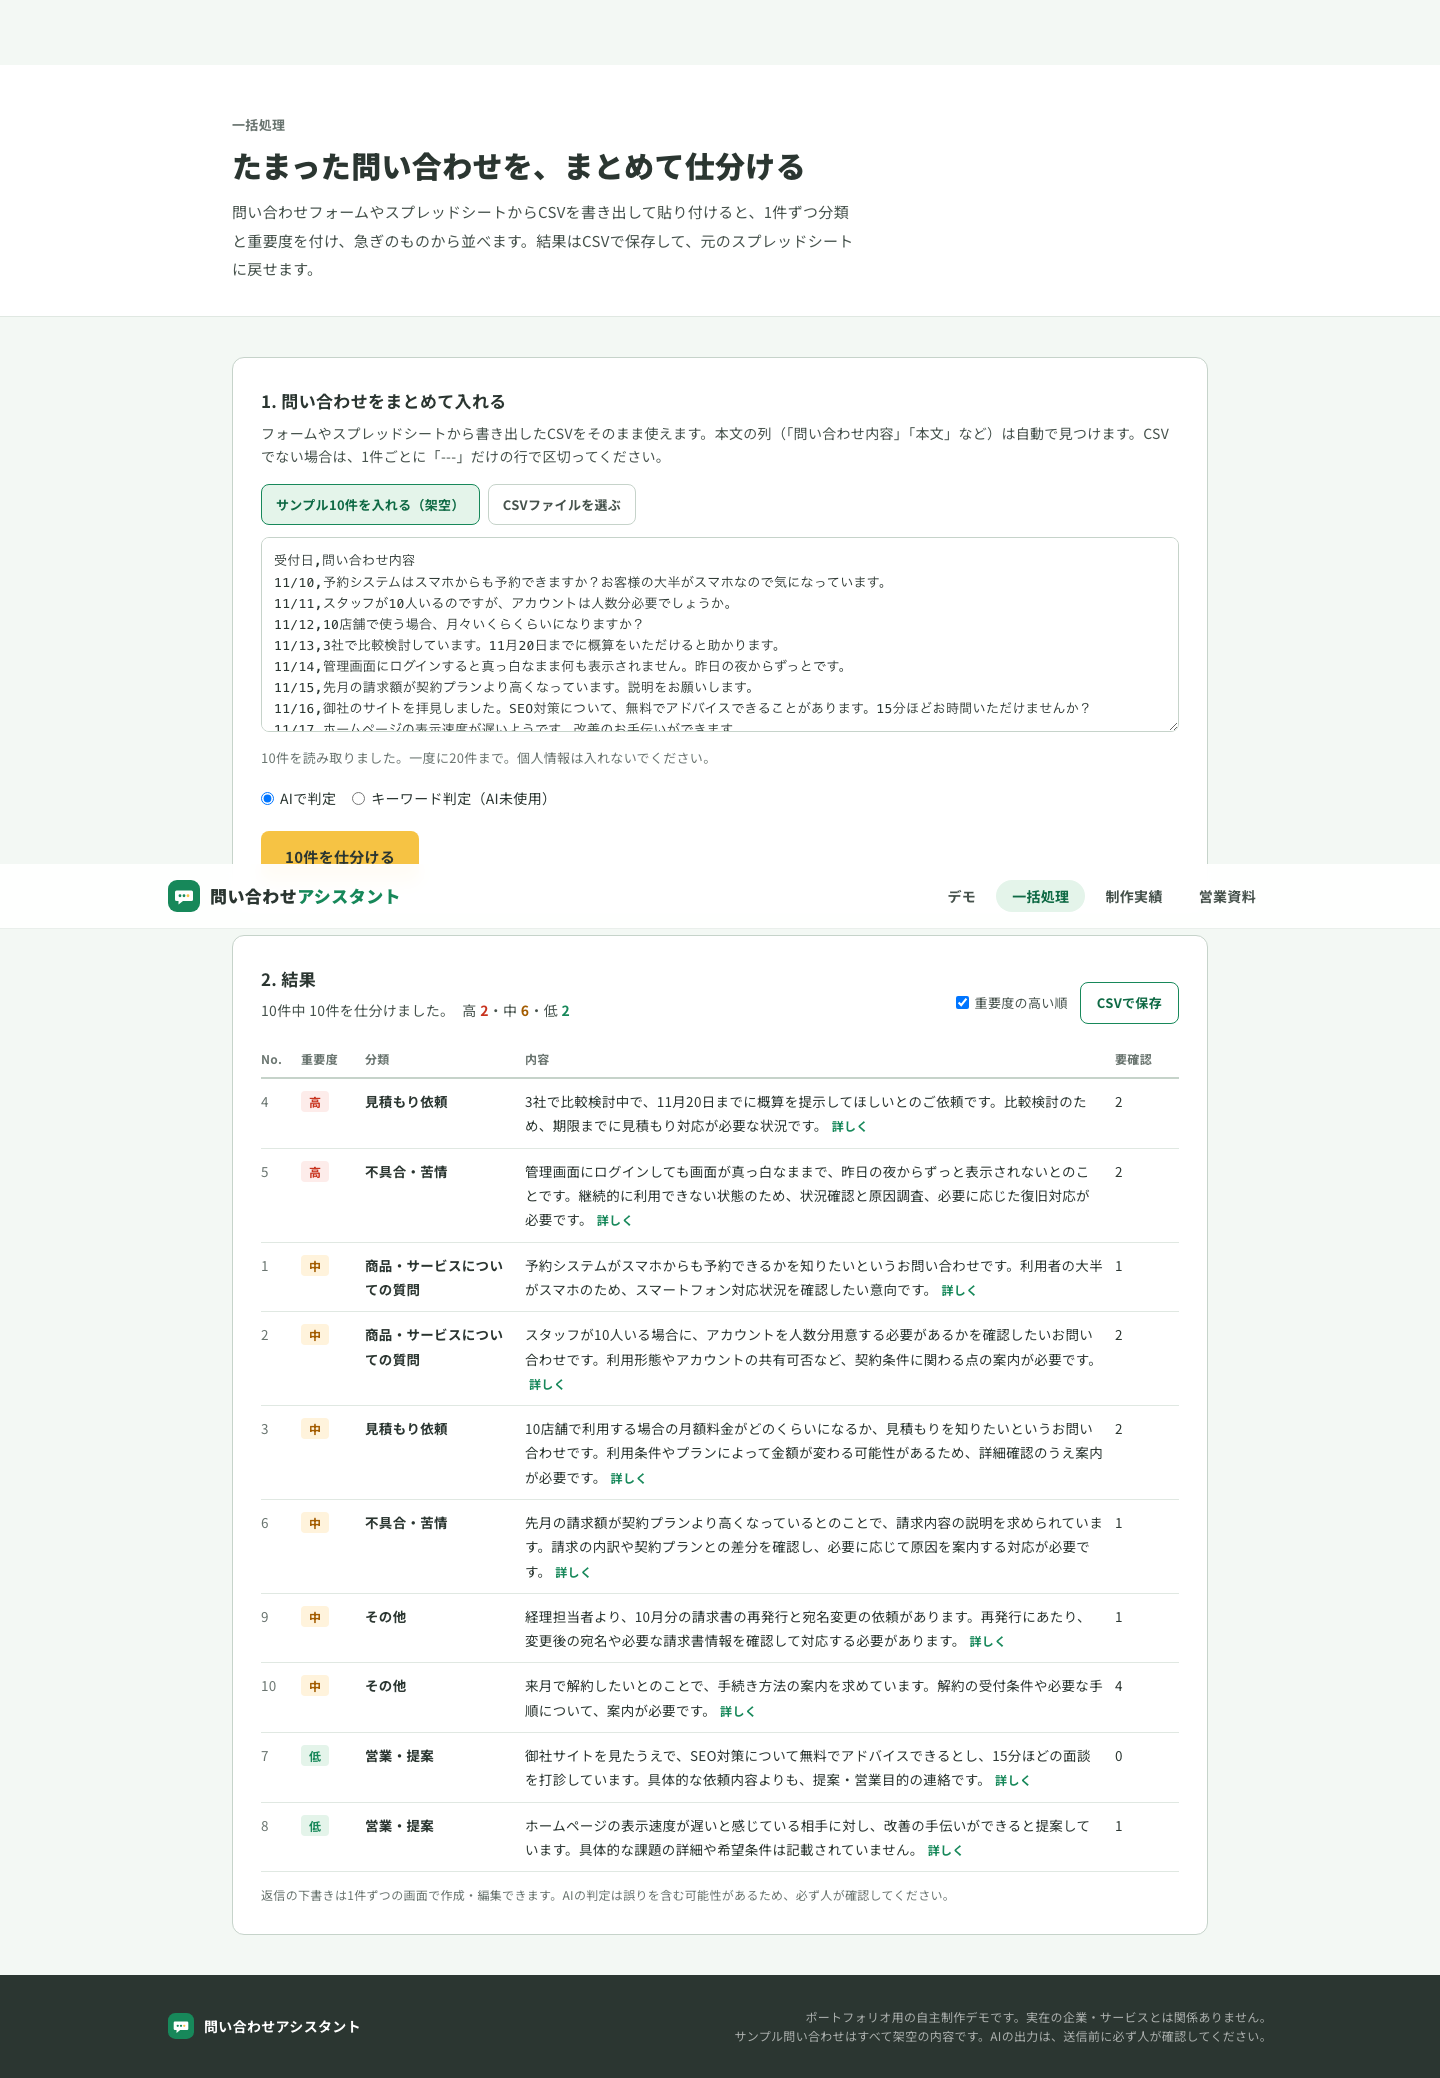 一括処理
たまった問い合わせを、まとめて仕分ける
問い合わせフォームやスプレッドシートからCSVを書き出して貼り付けると、1件ずつ分類
と重要度を付け、急ぎのものから並べます。結果はCSVで保存して、元のスプレッドシート
に戻せます。
1. 問い合わせをまとめて入れる
フォームやスプレッドシートから書き出したCSVをそのまま使えます。本文の列（「問い合わせ内容」「本文」など）は自動で見つけます。CSV
でない場合は、1件ごとに「---」だけの行で区切ってください。
サンプル10件を入れる（架空） CSVファイルを選ぶ
受付日,問い合わせ内容
11/10,予約システムはスマホからも予約できますか？お客様の大半がスマホなので気になっています。
11/11,スタッフが10人いるのですが、アカウントは人数分必要でしょうか。
11/12,10店舗で使う場合、月々いくらくらいになりますか？
11/13,3社で比較検討しています。11月20日までに概算をいただけると助かります。
11/14,管理画面にログインすると真っ白なまま何も表示されません。昨日の夜からずっとです。
11/15,先月の請求額が契約プランより高くなっています。説明をお願いします。
11/16,御社のサイトを拝見しました。SEO対策について、無料でアドバイスできることがあります。15分ほどお時間いただけませんか？
11/17,ホームページの表示速度が遅いようです。改善のお手伝いができます。
10件を読み取りました。一度に20件まで。個人情報は入れないでください。
AIで判定 キーワード判定（AI未使用）
10件を仕分ける
問い合わせアシスタント デモ 一括処理 制作実績 営業資料
2. 結果
10件中 10件を仕分けました。 高 2・中 6・低 2
重要度の高い順 CSVで保存
No. 重要度 分類 内容 要確認
4 高 見積もり依頼 3社で比較検討中で、11月20日までに概算を提示してほしいとのご依頼です。比較検討のた 2
め、期限までに見積もり対応が必要な状況です。 詳しく
5 高 不具合・苦情 管理画面にログインしても画面が真っ白なままで、昨日の夜からずっと表示されないとのこ 2
とです。継続的に利用できない状態のため、状況確認と原因調査、必要に応じた復旧対応が
必要です。 詳しく
1 中 商品・サービスについ 予約システムがスマホからも予約できるかを知りたいというお問い合わせです。利用者の大半 1
ての質問 がスマホのため、スマートフォン対応状況を確認したい意向です。 詳しく
2 中 商品・サービスについ スタッフが10人いる場合に、アカウントを人数分用意する必要があるかを確認したいお問い 2
ての質問 合わせです。利用形態やアカウントの共有可否など、契約条件に関わる点の案内が必要です。
詳しく
3 中 見積もり依頼 10店舗で利用する場合の月額料金がどのくらいになるか、見積もりを知りたいというお問い 2
合わせです。利用条件やプランによって金額が変わる可能性があるため、詳細確認のうえ案内
が必要です。 詳しく
6 中 不具合・苦情 先月の請求額が契約プランより高くなっているとのことで、請求内容の説明を求められていま 1
す。請求の内訳や契約プランとの差分を確認し、必要に応じて原因を案内する対応が必要で
す。 詳しく
9 中 その他 経理担当者より、10月分の請求書の再発行と宛名変更の依頼があります。再発行にあたり、 1
変更後の宛名や必要な請求書情報を確認して対応する必要があります。 詳しく
10 中 その他 来月で解約したいとのことで、手続き方法の案内を求めています。解約の受付条件や必要な手 4
順について、案内が必要です。 詳しく
7 低 営業・提案 御社サイトを見たうえで、SEO対策について無料でアドバイスできるとし、15分ほどの面談 0
を打診しています。具体的な依頼内容よりも、提案・営業目的の連絡です。 詳しく
8 低 営業・提案 ホームページの表示速度が遅いと感じている相手に対し、改善の手伝いができると提案して 1
います。具体的な課題の詳細や希望条件は記載されていません。 詳しく
返信の下書きは1件ずつの画面で作成・編集できます。AIの判定は誤りを含む可能性があるため、必ず人が確認してください。
問い合わせアシスタント
ポートフォリオ用の自主制作デモです。実在の企業・サービスとは関係ありません。
サンプル問い合わせはすべて架空の内容です。AIの出力は、送信前に必ず人が確認してください。